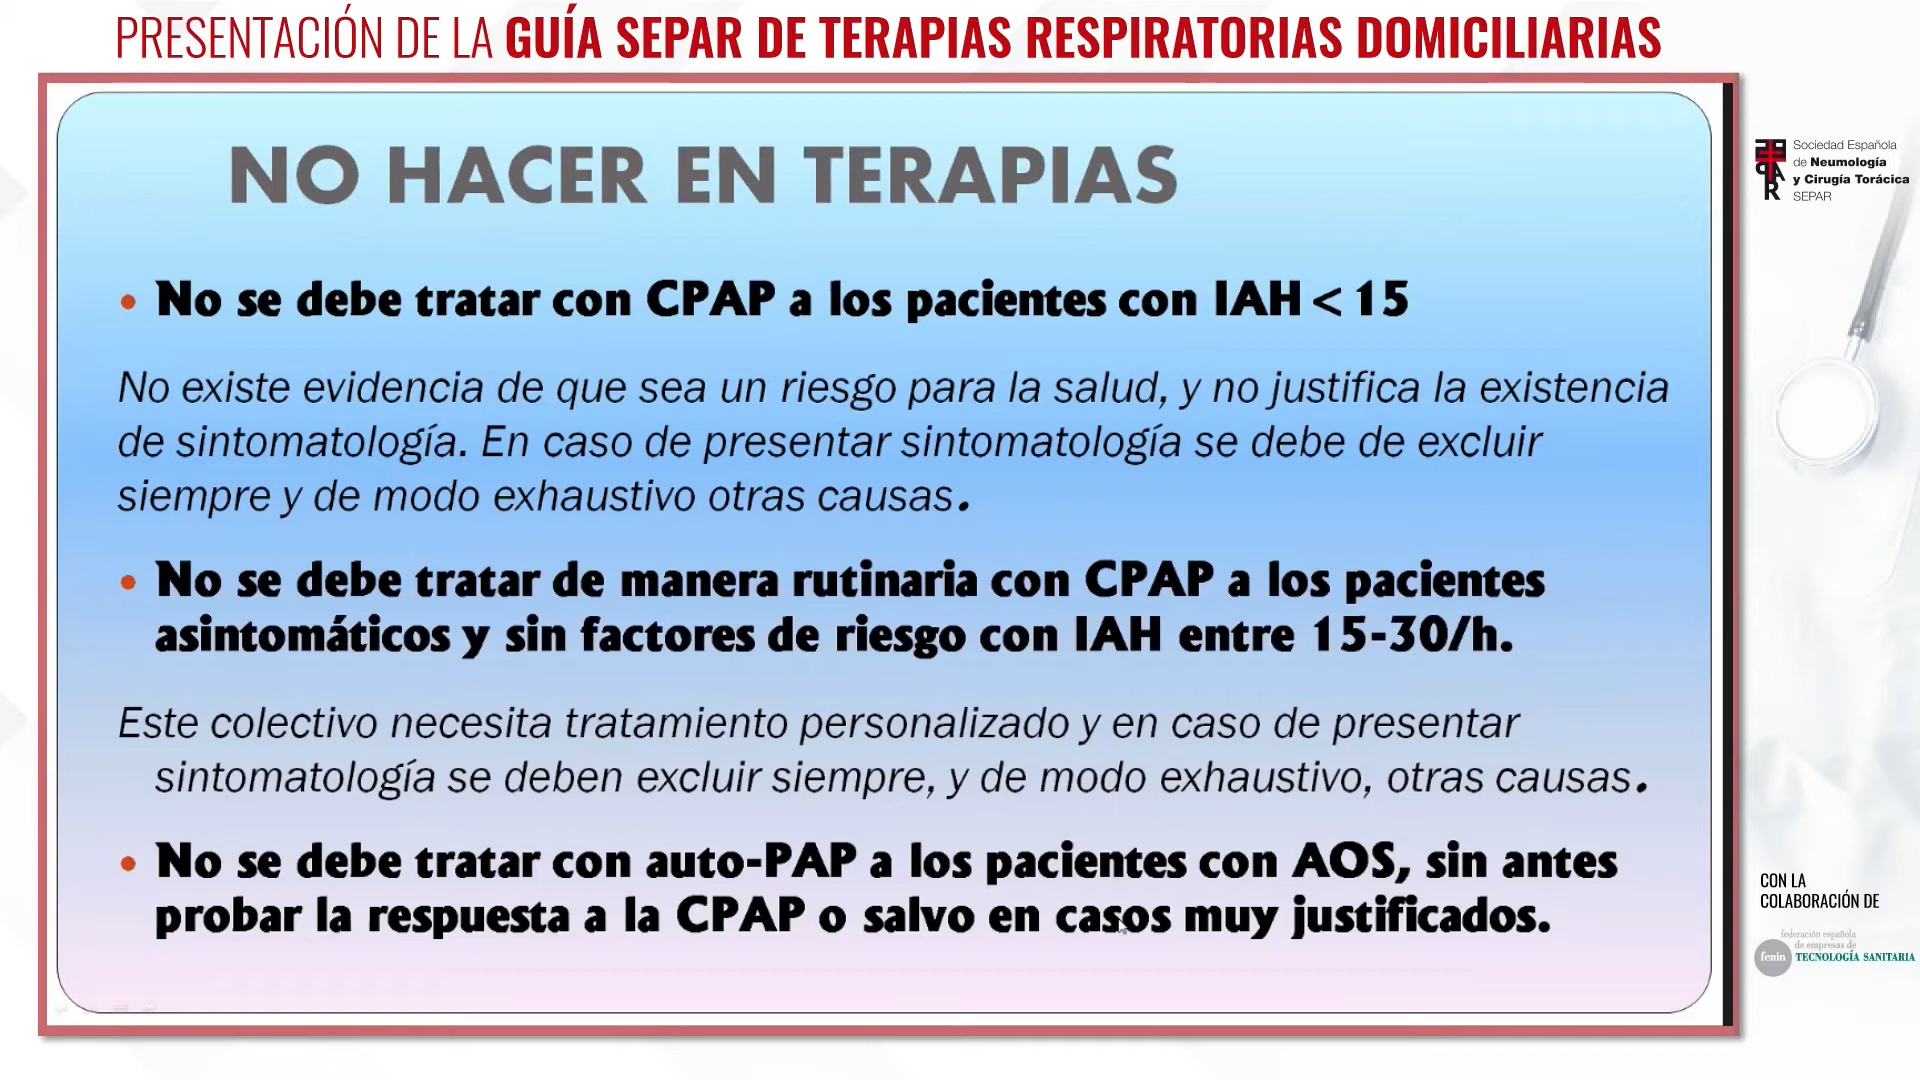 PRESENTACIÓN DE LA GUÍA SEPAR DE TERAPIAS RESPIRATORIAS DOMICILIARIAS
NO HACER EN TERAPIAS
• No se debe tratar con CPAP a los pacientes con IAH < 15
No existe evidencia de que sea un riesgo para la salud, y no justifica la existencia
de sintomatología. En caso de presentar sintomatología se debe de excluir
siempre y de modo exhaustivo otras causas.
• No se debe tratar de manera rutinaria con CPAP a los pacientes
asintomáticos y sin factores de riesgo con IAH entre 15-30/h.
Este colectivo necesita tratamiento personalizado y en caso de presentar
sintomatología se deben excluir siempre, y de modo exhaustivo, otras causas.
• No se debe tratar con auto-PAP a los pacientes con AOS, sin antes
probar la respuesta a la CPAP o salvo en casos muy justificados.
Sociedad Española
de Neumología
y Cirugía Torácica
SEPAR
CON LA
COLABORACIÓN DE
federación española
de empresas de
fenin TECNOLOGÍA SANITARIA